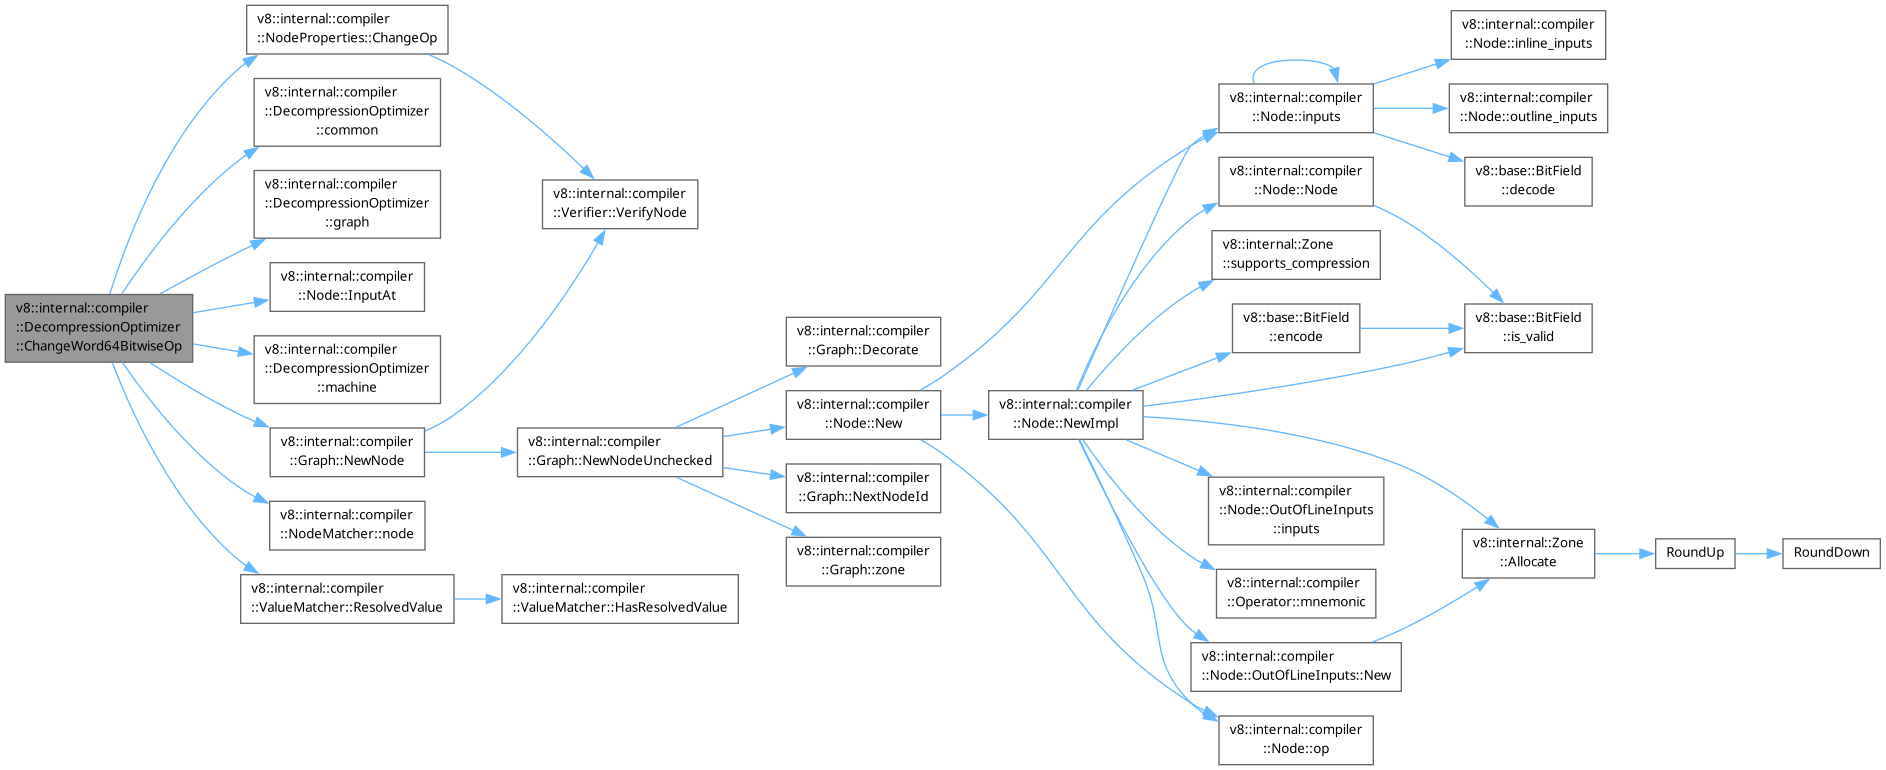 v8::internal::compiler
::DecompressionOptimizer
::ChangeWord64BitwiseOp
v8::internal::compiler
::NodeProperties::ChangeOp
v8::internal::compiler
::DecompressionOptimizer
::common
v8::internal::compiler
::DecompressionOptimizer
::graph
v8::internal::compiler
::Node::InputAt
v8::internal::compiler
::DecompressionOptimizer
::machine
v8::internal::compiler
::Graph::NewNode
v8::internal::compiler
::NodeMatcher::node
v8::internal::compiler
::ValueMatcher::ResolvedValue
v8::internal::compiler
::Verifier::VerifyNode
v8::internal::compiler
::Graph::NewNodeUnchecked
v8::internal::compiler
::ValueMatcher::HasResolvedValue
v8::internal::compiler
::Graph::Decorate
v8::internal::compiler
::Node::New
v8::internal::compiler
::Graph::NextNodeId
v8::internal::compiler
::Graph::zone
v8::internal::compiler
::Node::NewImpl
v8::internal::compiler
::Node::inputs
v8::internal::compiler
::Node::Node
v8::internal::Zone
::supports_compression
v8::base::BitField
::encode
v8::internal::compiler
::Node::OutOfLineInputs
::inputs
v8::internal::compiler
::Operator::mnemonic
v8::internal::compiler
::Node::OutOfLineInputs::New
v8::internal::compiler
::Node::op
v8::internal::compiler
::Node::inline_inputs
v8::internal::compiler
::Node::outline_inputs
v8::base::BitField
::decode
v8::base::BitField
::is_valid
v8::internal::Zone
::Allocate
RoundUp
RoundDown